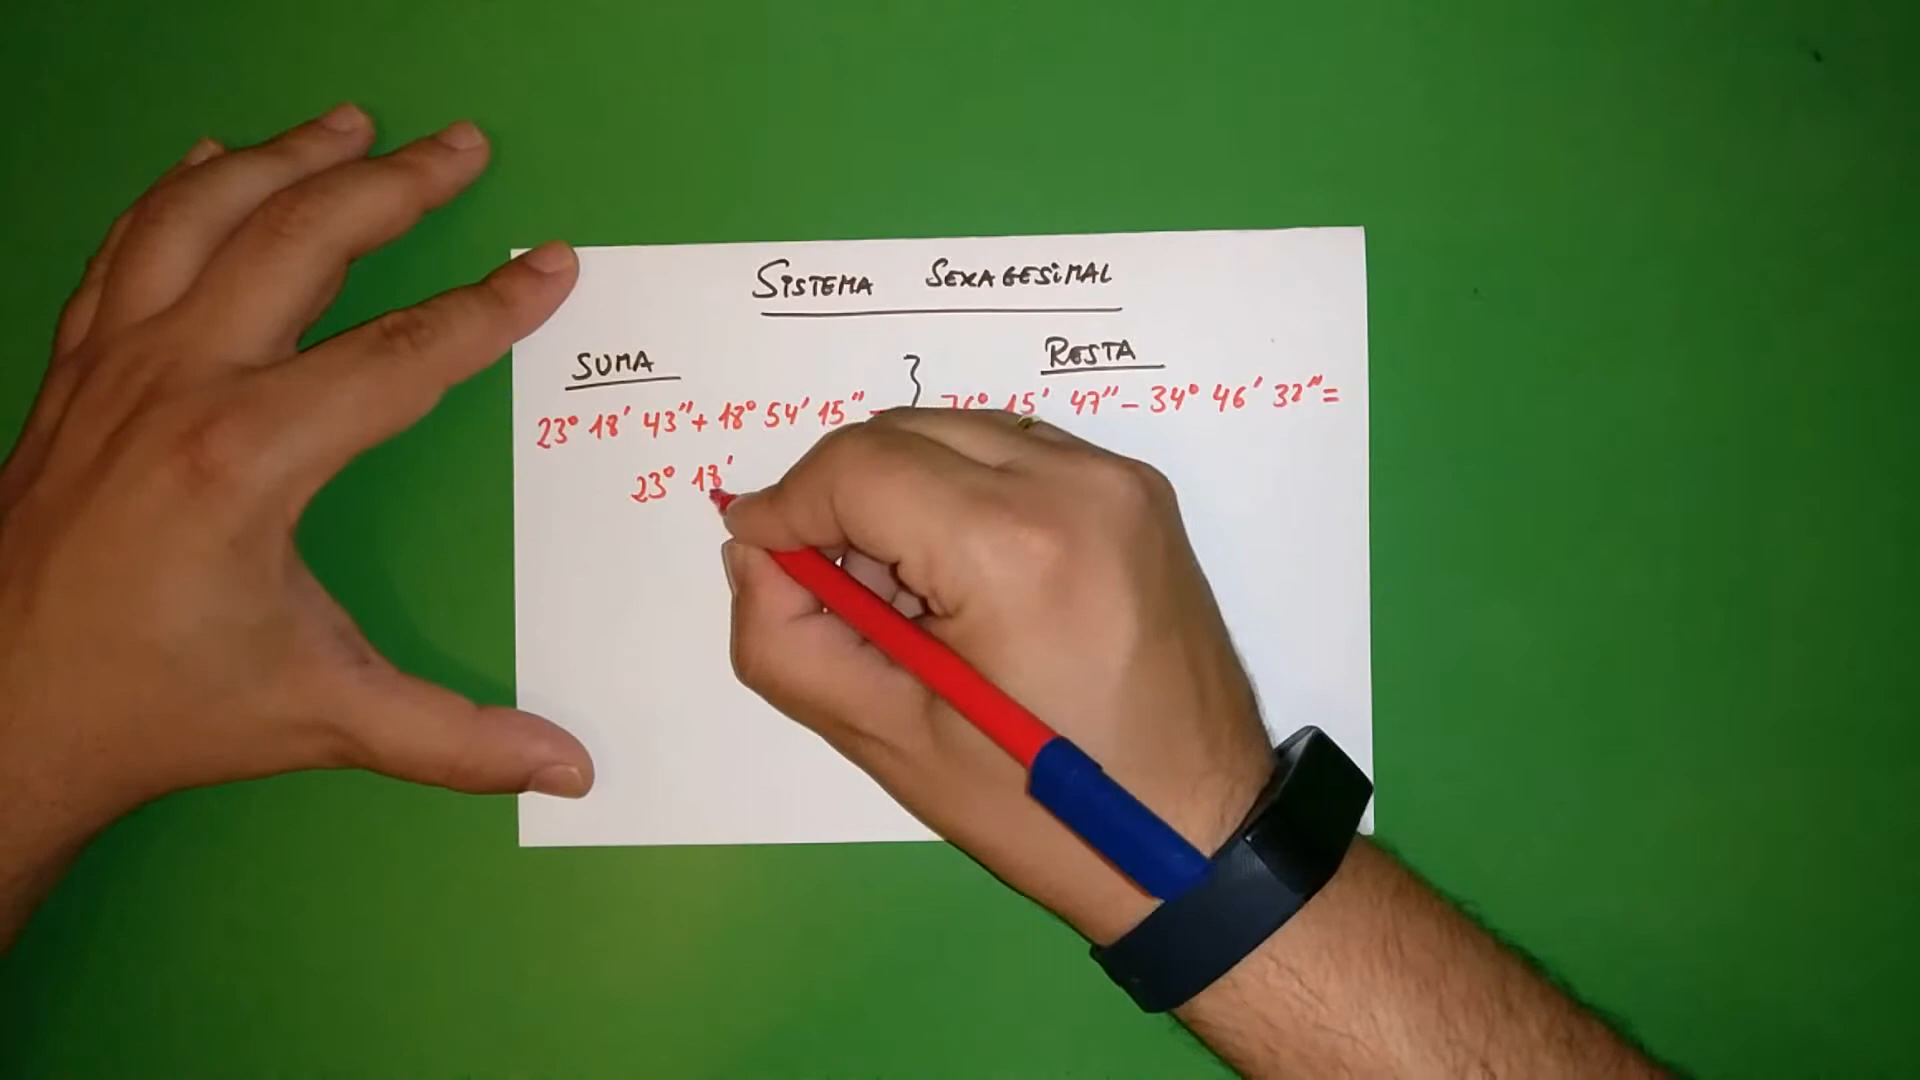 SISTEMA SEXAGESIMAL
SUMA
RESTA
23° 18' 43" + 18° 54' 15"
15' 47" - 34° 46' 32" =
23° 18'